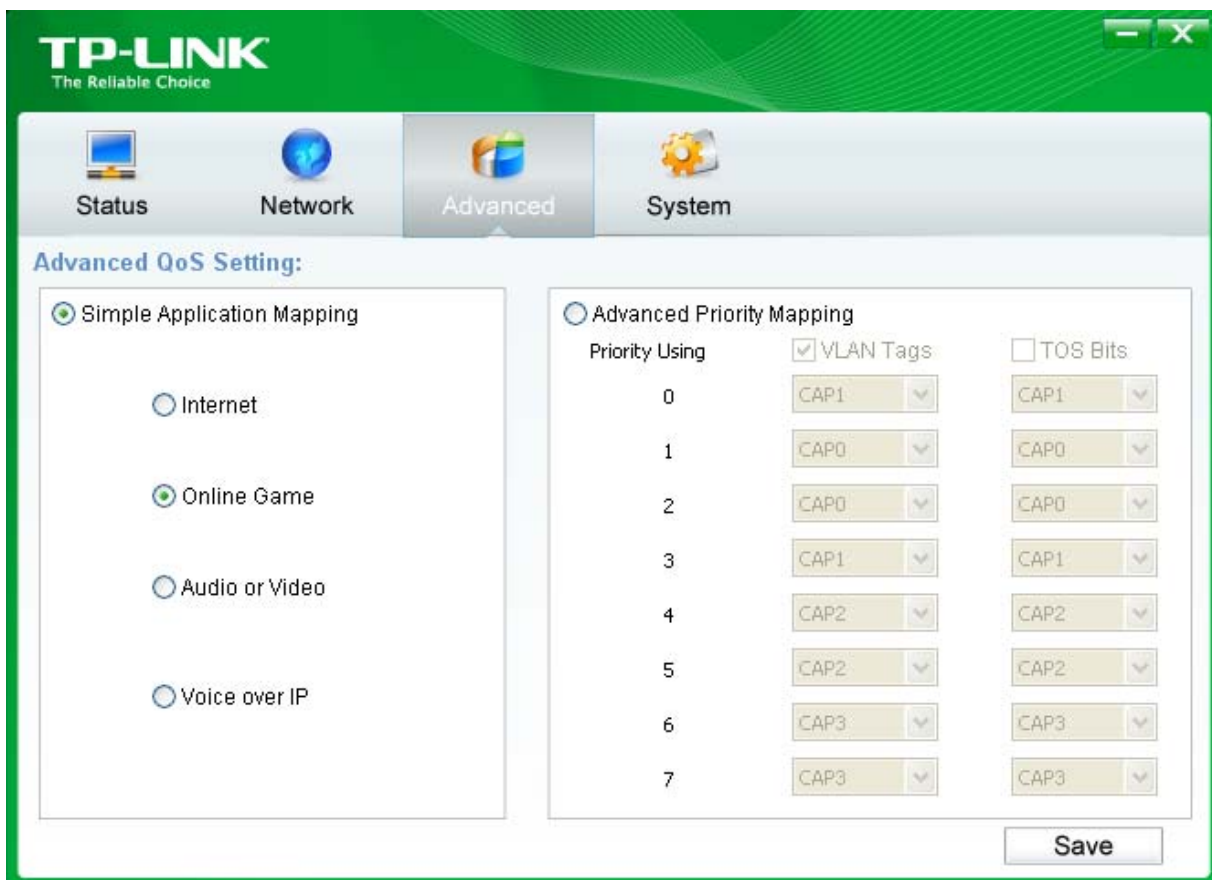 TP-LINK
The Reliable Choice
Status Network Advanced System
Advanced QoS Setting:
Simple Application Mapping
Internet
Online Game
Audio or Video
Voice over IP
Advanced Priority Mapping
Priority Using VLAN Tags TOS Bits
0 CAP1 CAP1
1 CAP0 CAP0
2 CAP0 CAP0
3 CAP1 CAP1
4 CAP2 CAP2
5 CAP2 CAP2
6 CAP3 CAP3
7 CAP3 CAP3
Save